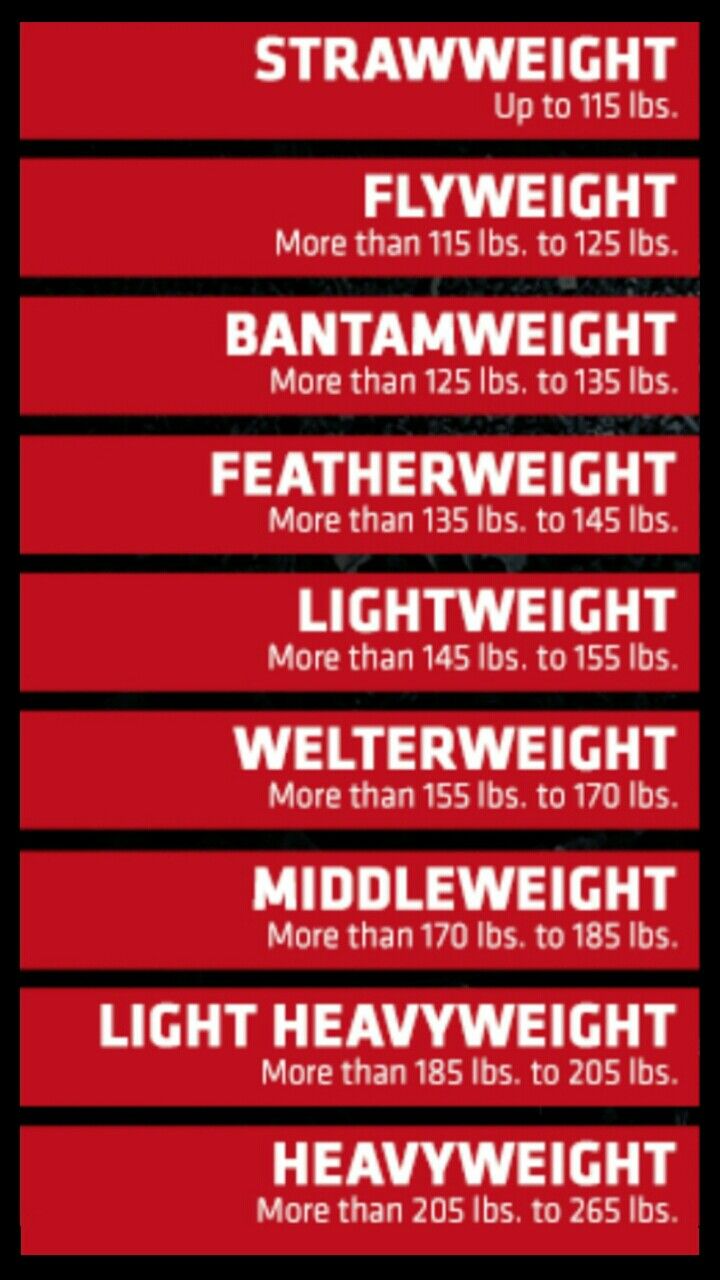 STRAWWEIGHT
Up to 115 lbs.
FLYWEIGHT
More than 115 lbs. to 125 lbs.
BANTAMWEIGHT
More than 125 lbs. to 135 lbs.
FEATHERWEIGHT
More than 135 lbs. to 145 lbs.
LIGHTWEIGHT
More than 145 lbs. to 155 lbs.
WELTERWEIGHT
More than 155 lbs. to 170 lbs.
MIDDLEWEIGHT
More than 170 lbs. to 185 lbs.
LIGHT HEAVYWEIGHT
More than 185 lbs. to 205 lbs.
HEAVYWEIGHT
More than 205 lbs. to 265 lbs.